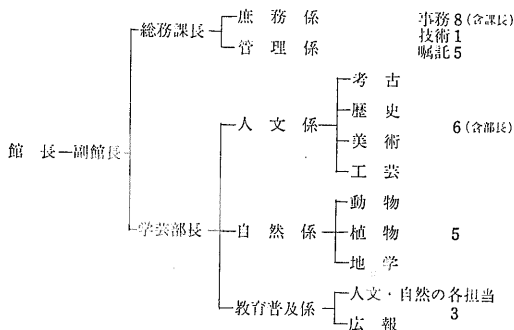 庶務係 事務8(含課長)
総務課長 技術1
管理係 嘱託5
考古
歴史
人文係 6(含部長)
美術
館長 副館長
工芸
動物
学芸部長 自然係 植物 5
地学
人文・自然の各担当
教育普及係 3
広報